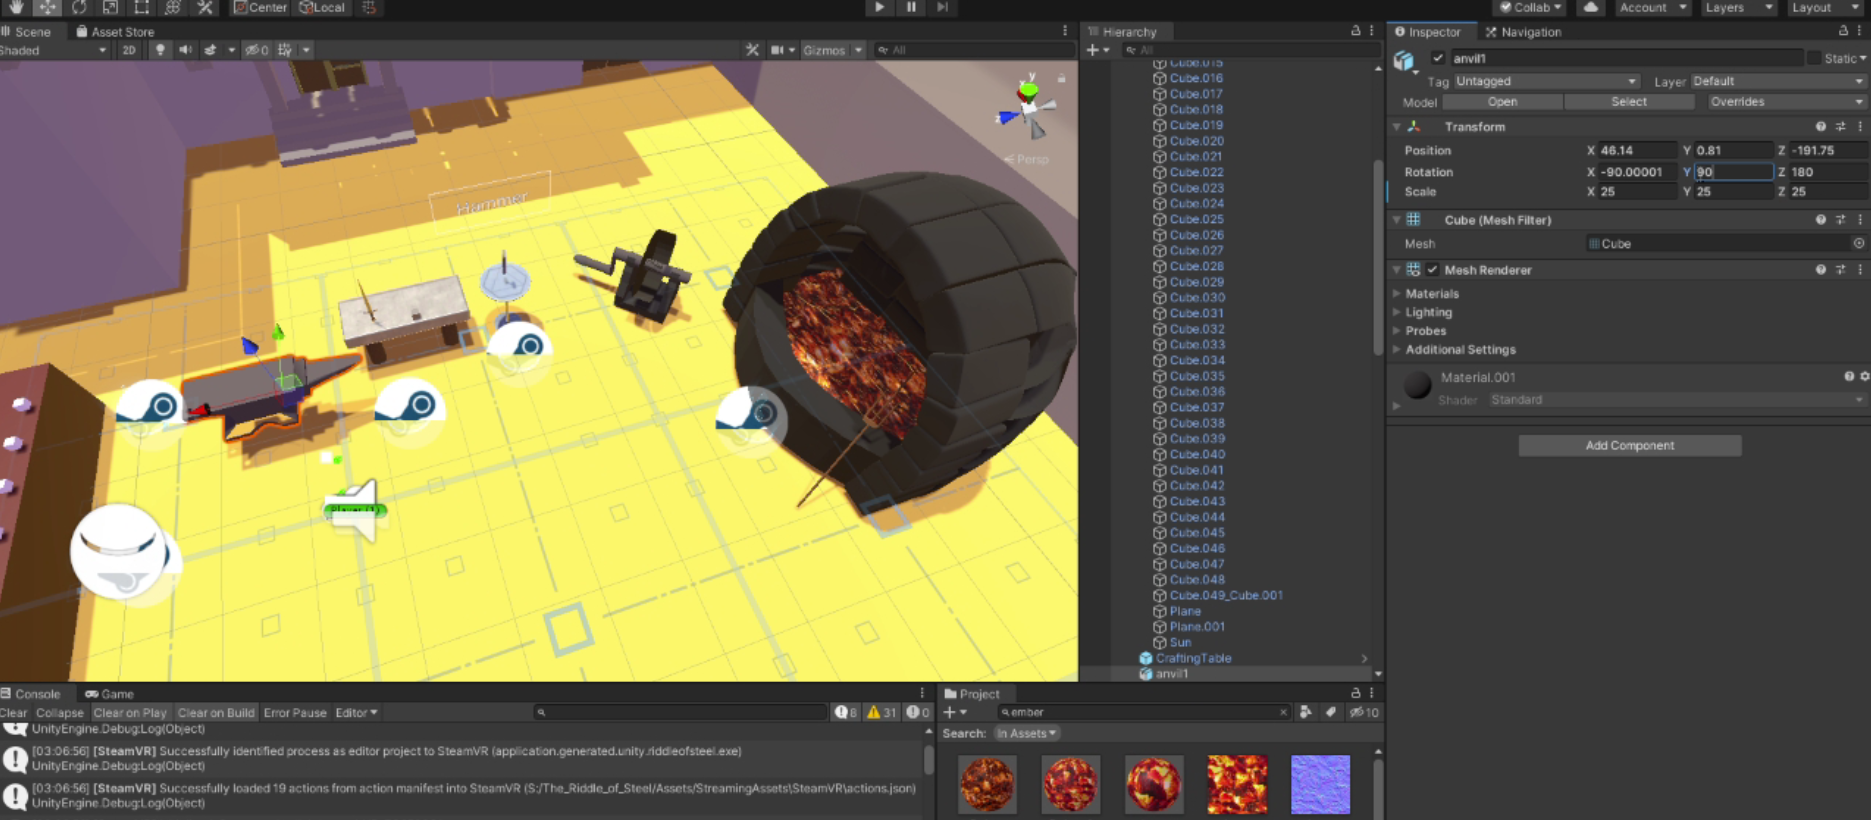 Center
Local
Collab
Account
Layers
Layout
Scene
Asset Store
Shaded
2D
0
Gizmos
All
Hammer
y
x
z
Persp
Player (1)
Hierarchy
All
Cube.015
Cube.016
Cube.017
Cube.018
Cube.019
Cube.020
Cube.021
Cube.022
Cube.023
Cube.024
Cube.025
Cube.026
Cube.027
Cube.028
Cube.029
Cube.030
Cube.031
Cube.032
Cube.033
Cube.034
Cube.035
Cube.036
Cube.037
Cube.038
Cube.039
Cube.040
Cube.041
Cube.042
Cube.043
Cube.044
Cube.045
Cube.046
Cube.047
Cube.048
Cube.049_Cube.001
Plane
Plane.001
Sun
CraftingTable
anvil1
Inspector
Navigation
anvil1
Static
Tag Untagged Layer Default
Model Open Select Overrides
Transform
Position X 46.14 Y 0.81 Z -191.75
Rotation X -90.00001 Y 90 Z 180
Scale X 25 Y 25 Z 25
Cube (Mesh Filter)
Mesh Cube
Mesh Renderer
Materials
Lighting
Probes
Additional Settings
Material.001
Shader Standard
Add Component
Console
Game
Clear Collapse Clear on Play Clear on Build Error Pause Editor 8 31 0
UnityEngine.Debug:Log(Object)
[03:06:56] [SteamVR] Successfully identified process as editor project to SteamVR (application.generated.unity.riddleofsteel.exe)
UnityEngine.Debug:Log(Object)
[03:06:56] [SteamVR] Successfully loaded 19 actions from action manifest into SteamVR (S:/The_Riddle_of_Steel/Assets/StreamingAssets\SteamVR\actions.json)
UnityEngine.Debug:Log(Object)
Project
ember
10
Search: In Assets